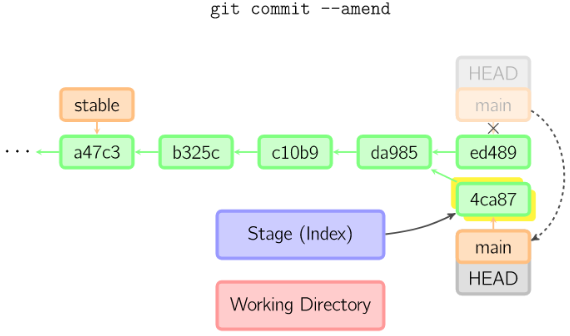 git commit --amend
HEAD
main
stable
... a47c3 b325c c10b9 da985 ed489
4ca87
Stage (Index)
main
HEAD
Working Directory